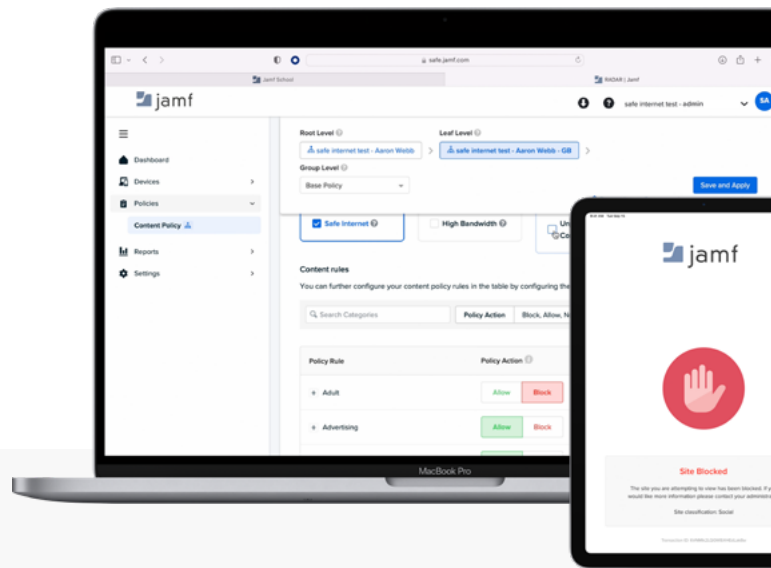 safe.jamf.com
Jamf School
RADAR | Jamf
jamf
safe internet test - admin
SA
Root Level
Leaf Level
safe internet test - Aaron Webb
safe internet test - Aaron Webb - GB
Group Level
Base Policy
Save and Apply
Dashboard
Devices
Policies
Content Policy
Reports
Settings
Safe Internet
High Bandwidth
Un
Co
Content rules
You can further configure your content policy rules in the table by configuring the
Search Categories
Policy Action
Block, Allow, N
Policy Rule
Policy Action
Adult
Allow
Block
Advertising
Allow
Block
MacBook Pro
jamf
Site Blocked
The site you are attempting to view has been blocked. If y
would like more information please contact your administra
Site classification: Social